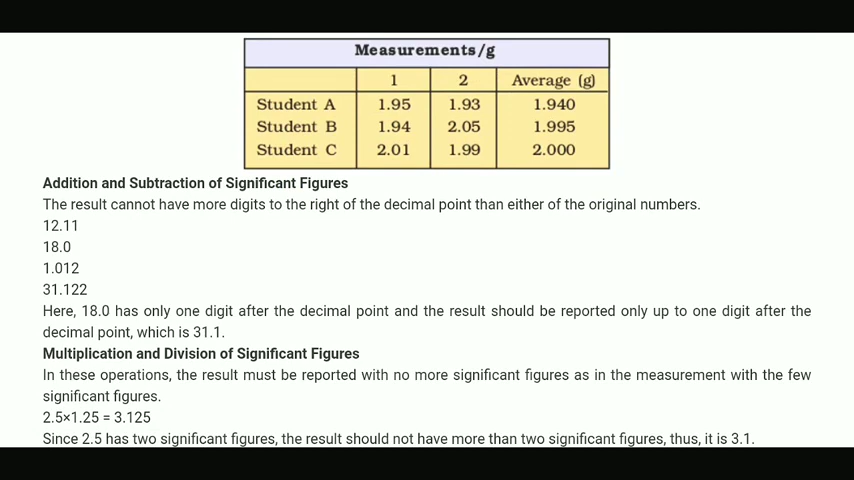 Measurements/g
1 2 Average (g)
Student A 1.95 1.93 1.940
Student B 1.94 2.05 1.995
Student C 2.01 1.99 2.000
Addition and Subtraction of Significant Figures
The result cannot have more digits to the right of the decimal point than either of the original numbers.
12.11
18.0
1.012
31.122
Here, 18.0 has only one digit after the decimal point and the result should be reported only up to one digit after the
decimal point, which is 31.1.
Multiplication and Division of Significant Figures
In these operations, the result must be reported with no more significant figures as in the measurement with the few
significant figures.
2.5×1.25 = 3.125
Since 2.5 has two significant figures, the result should not have more than two significant figures, thus, it is 3.1.